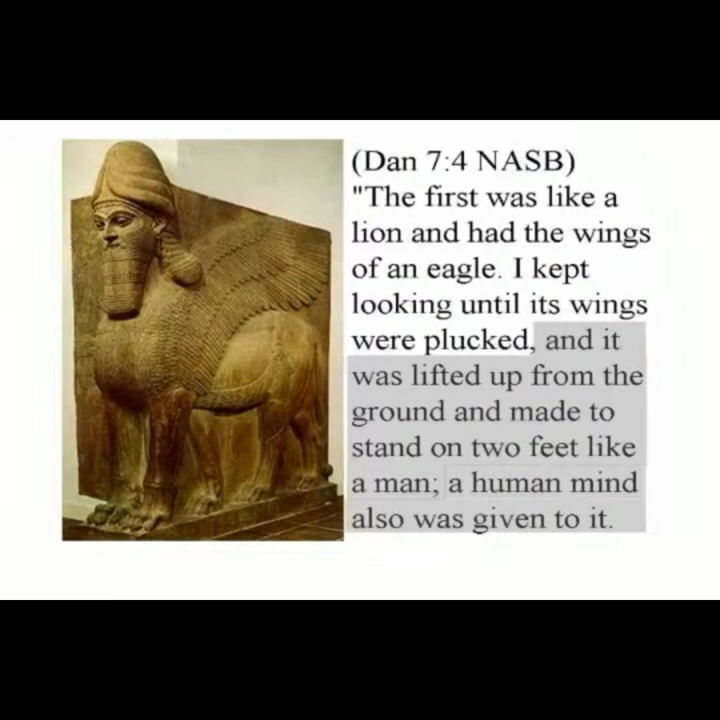 (Dan 7:4 NASB)
"The first was like a
lion and had the wings
of an eagle. I kept
looking until its wings
were plucked, and it
was lifted up from the
ground and made to
stand on two feet like
a man; a human mind
also was given to it.